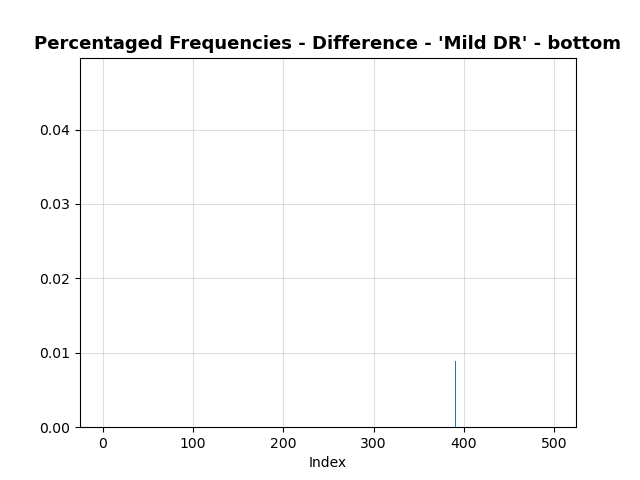 Percentaged Frequencies - Difference - 'Mild DR' - bottom
0.04
0.03
0.02
0.01
0.00
0 100 200 300 400 500
Index